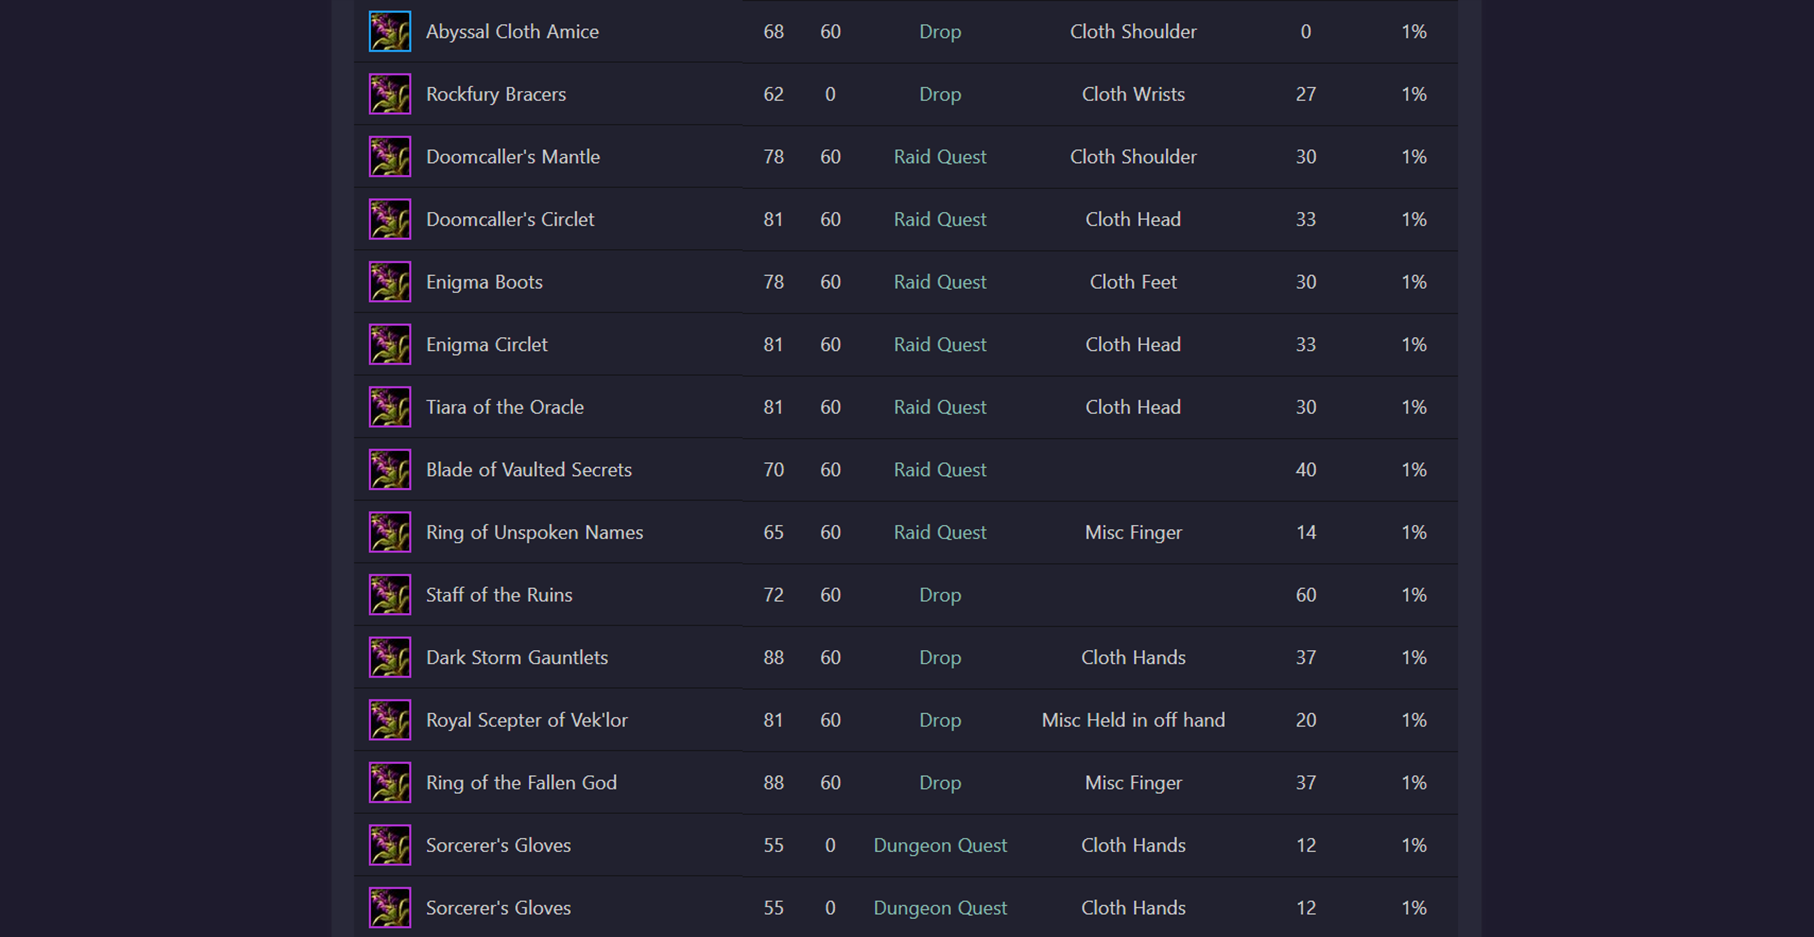 Abyssal Cloth Amice 68 60 Drop Cloth Shoulder 0 1%
Rockfury Bracers 62 0 Drop Cloth Wrists 27 1%
Doomcaller's Mantle 78 60 Raid Quest Cloth Shoulder 30 1%
Doomcaller's Circlet 81 60 Raid Quest Cloth Head 33 1%
Enigma Boots 78 60 Raid Quest Cloth Feet 30 1%
Enigma Circlet 81 60 Raid Quest Cloth Head 33 1%
Tiara of the Oracle 81 60 Raid Quest Cloth Head 30 1%
Blade of Vaulted Secrets 70 60 Raid Quest 40 1%
Ring of Unspoken Names 65 60 Raid Quest Misc Finger 14 1%
Staff of the Ruins 72 60 Drop 60 1%
Dark Storm Gauntlets 88 60 Drop Cloth Hands 37 1%
Royal Scepter of Vek'lor 81 60 Drop Misc Held in off hand 20 1%
Ring of the Fallen God 88 60 Drop Misc Finger 37 1%
Sorcerer's Gloves 55 0 Dungeon Quest Cloth Hands 12 1%
Sorcerer's Gloves 55 0 Dungeon Quest Cloth Hands 12 1%